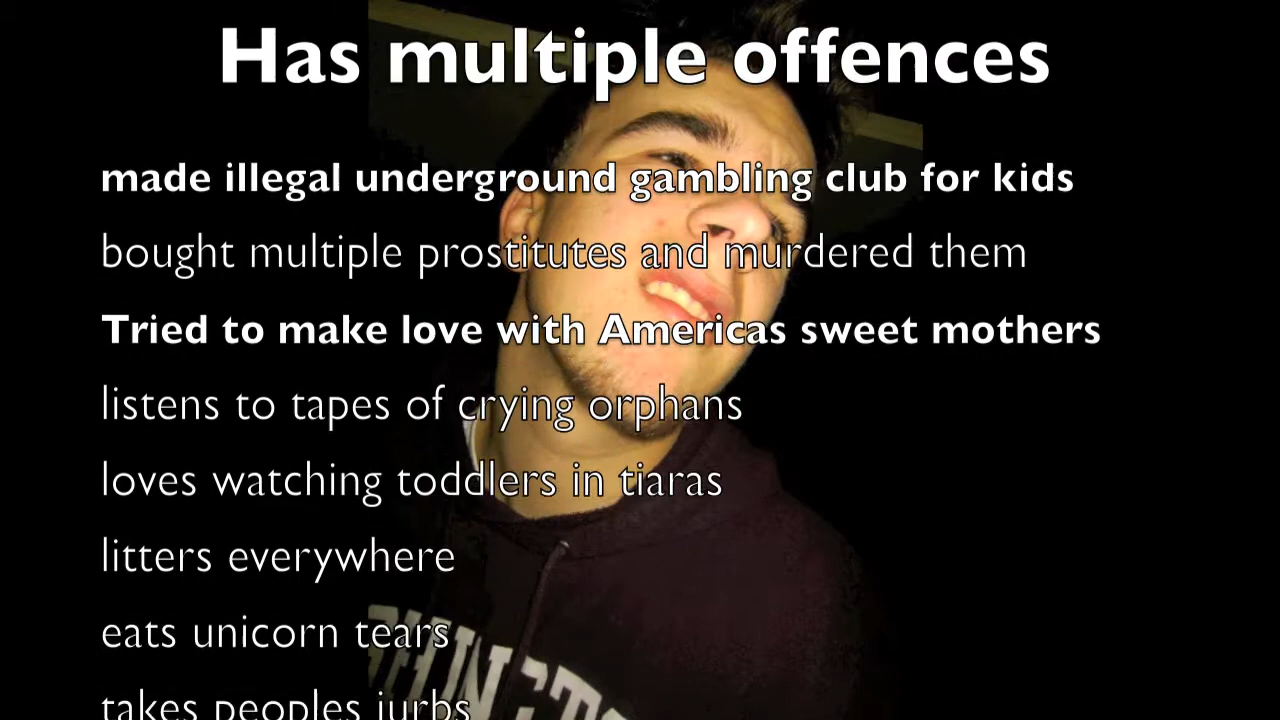 Has multiple offences
made illegal underground gambling club for kids
bought multiple prostitutes and murdered them
Tried to make love with Americas sweet mothers
listens to tapes of crying orphans
loves watching toddlers in tiaras
litters everywhere
eats unicorn tears
takes peoples jurbs